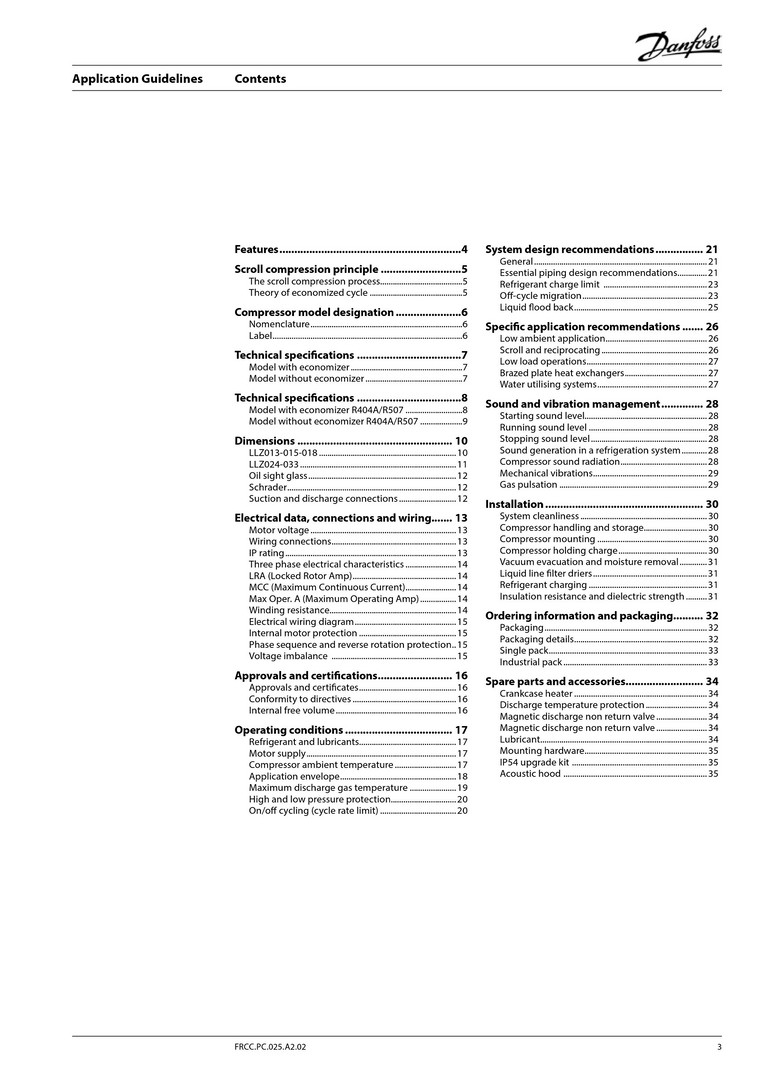 Danfoss
Application Guidelines Contents
Features.............................................................4
Scroll compression principle ...........................5
The scroll compression process.....................................5
Theory of economized cycle ..........................................5
Compressor model designation ......................6
Nomenclature....................................................................6
Label.....................................................................................6
Technical specifications ...................................7
Model with economizer..................................................7
Model without economizer...........................................7
Technical specifications ...................................8
Model with economizer R404A/R507 .........................8
Model without economizer R404A/R507 ...................9
Dimensions .................................................... 10
LLZ013-015-018 .............................................................10
LLZ024-033 ......................................................................11
Oil sight glass..................................................................12
Schrader...........................................................................12
Suction and discharge connections .........................12
Electrical data, connections and wiring....... 13
Motor voltage .................................................................13
Wiring connections.......................................................13
IP rating............................................................................13
Three phase electrical characteristics ......................14
LRA (Locked Rotor Amp)..............................................14
MCC (Maximum Continuous Current)......................14
Max Oper. A (Maximum Operating Amp) ................14
Winding resistance........................................................14
Electrical wiring diagram.............................................15
Internal motor protection ...........................................15
Phase sequence and reverse rotation protection..15
Voltage imbalance ........................................................15
Approvals and certifications......................... 16
Approvals and certificates...........................................16
Conformity to directives ..............................................16
Internal free volume .....................................................16
Operating conditions .................................... 17
Refrigerant and lubricants...........................................17
Motor supply ..................................................................17
Compressor ambient temperature ...........................17
Application envelope...................................................18
Maximum discharge gas temperature ....................19
High and low pressure protection.............................20
On/off cycling (cycle rate limit) .................................20
System design recommendations................ 21
General............................................................................21
Essential piping design recommendations.............21
Refrigerant charge limit ..............................................23
Off-cycle migration.......................................................23
Liquid flood back...........................................................25
Specific application recommendations ....... 26
Low ambient application.............................................26
Scroll and reciprocating ..............................................26
Low load operations.....................................................27
Brazed plate heat exchangers....................................27
Water utilising systems................................................27
Sound and vibration management.............. 28
Starting sound level......................................................28
Running sound level ....................................................28
Stopping sound level...................................................28
Sound generation in a refrigeration system...........28
Compressor sound radiation......................................28
Mechanical vibrations..................................................29
Gas pulsation .................................................................29
Installation ..................................................... 30
System cleanliness ........................................................30
Compressor handling and storage............................30
Compressor mounting ................................................30
Compressor holding charge.......................................30
Vacuum evacuation and moisture removal............31
Liquid line filter driers..................................................31
Refrigerant charging ....................................................31
Insulation resistance and dielectric strength .........31
Ordering information and packaging.......... 32
Packaging........................................................................32
Packaging details...........................................................32
Single pack......................................................................33
Industrial pack ...............................................................33
Spare parts and accessories.......................... 34
Crankcase heater ...........................................................34
Discharge temperature protection ..........................34
Magnetic discharge non return valve ......................34
Magnetic discharge non return valve ......................34
Lubricant.........................................................................34
Mounting hardware......................................................35
IP54 upgrade kit ............................................................35
Acoustic hood ................................................................35
FRCC.PC.025.A2.02 3